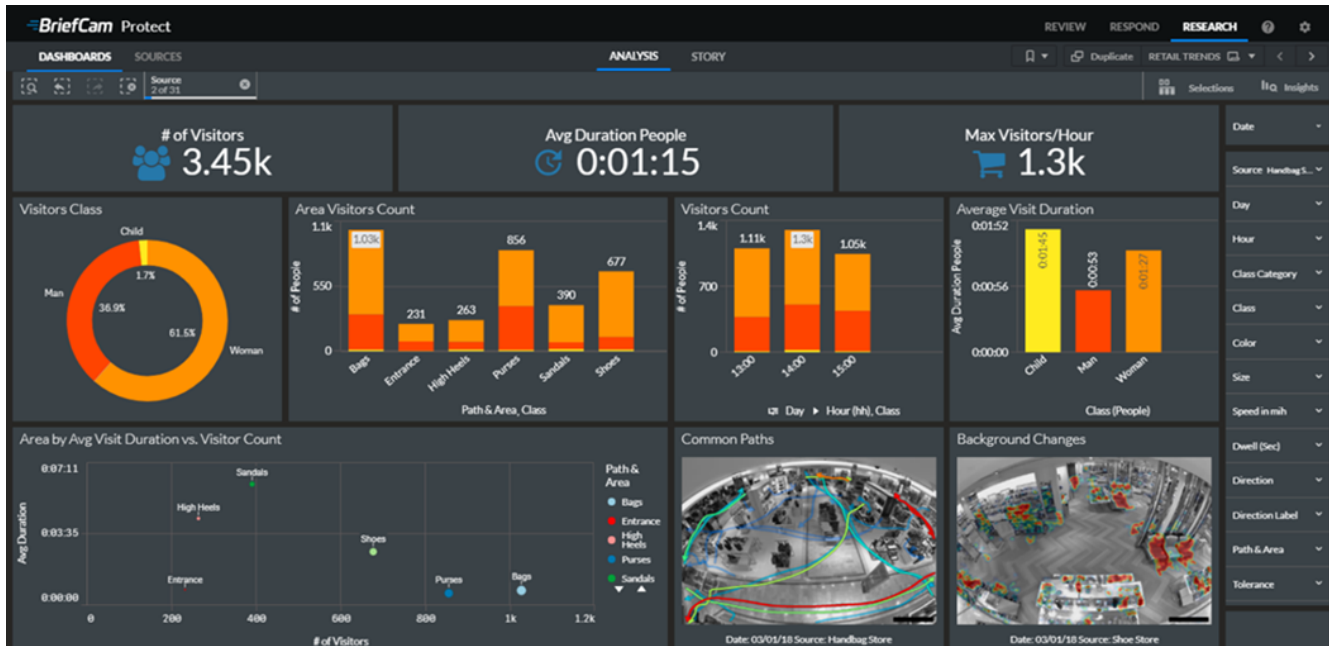 BriefCam Protect
REVIEW RESPOND RESEARCH
DASHBOARDS SOURCES
ANALYSIS STORY
Duplicate RETAIL TRENDS
Source
2 of 31
Selections Insights
# of Visitors
3.45k
Avg Duration People
0:01:15
Max Visitors/Hour
1.3k
Date
Source Handbag S...
Day
Hour
Class Category
Class
Color
Size
Speed in mih
Dwell (Sec)
Direction
Direction Label
Path & Area
Tolerance
Visitors Class
Child
1.7%
Man
36.9%
61.5%
Woman
Area Visitors Count
# of People
1.1k
550
0
1.03k
231
263
856
390
677
Bags
Entrance
High Heels
Purses
Sandals
Shoes
Path & Area, Class
Visitors Count
# of People
1.4k
700
0
1.11k
1.3k
1.05k
13:00
14:00
15:00
Day Hour (hh), Class
Average Visit Duration
Avg Duration People
0:01:52
0:00:56
0:00:00
0:01:45
0:00:53
0:01:27
Child
Man
Woman
Class (People)
Area by Avg Visit Duration vs. Visitor Count
Avg Duration
0:07:11
0:03:35
0:00:00
Sandals
High Heels
Shoes
Entrance
Purses
Bags
0 200 400 600 800 1k 1.2k
# of Visitors
Path &
Area
Bags
Entrance
High
Heels
Purses
Sandals
Common Paths
Date: 03/01/18 Source: Handbag Store
Background Changes
Date: 03/01/18 Source: Shoe Store